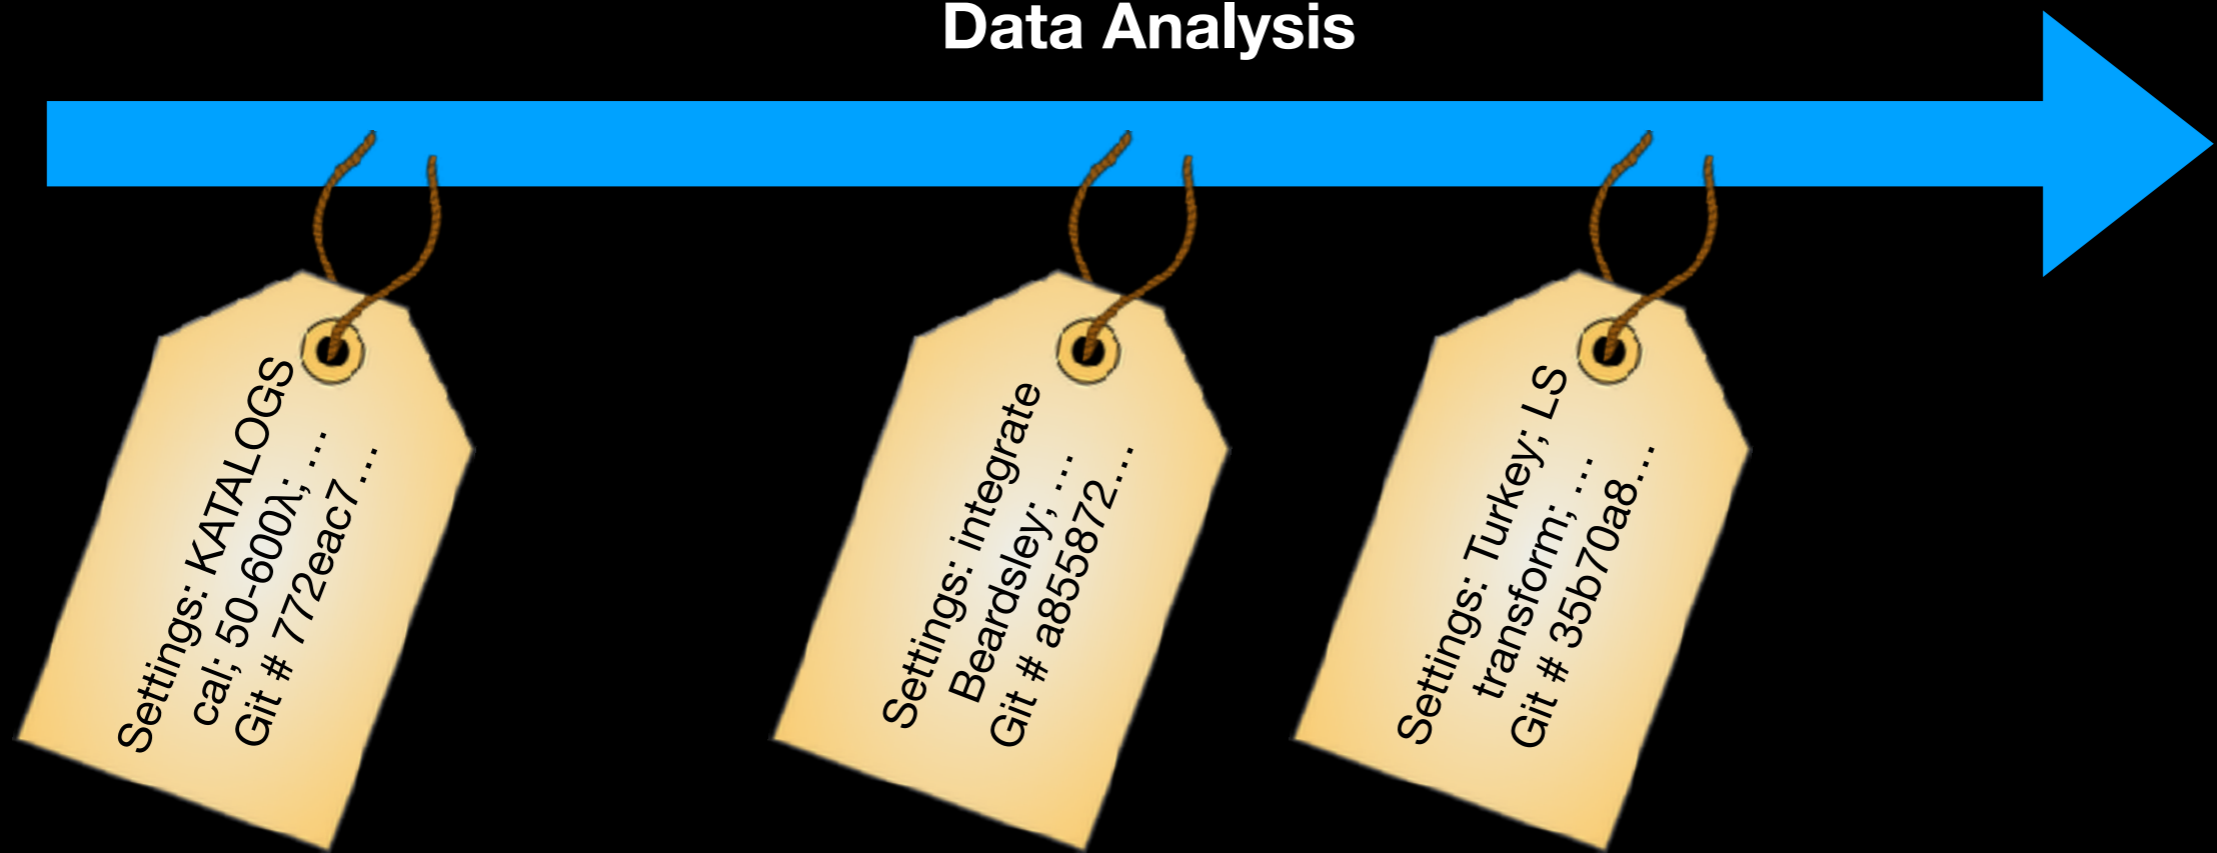 Data Analysis
Settings: KATALOGS
cal; 50-600λ; ...
Git # 772eac7...
Settings: integrate
Beardsley; ...
Git # a855872...
Settings: Turkey; LS
transform; ...
Git # 35b70a8...